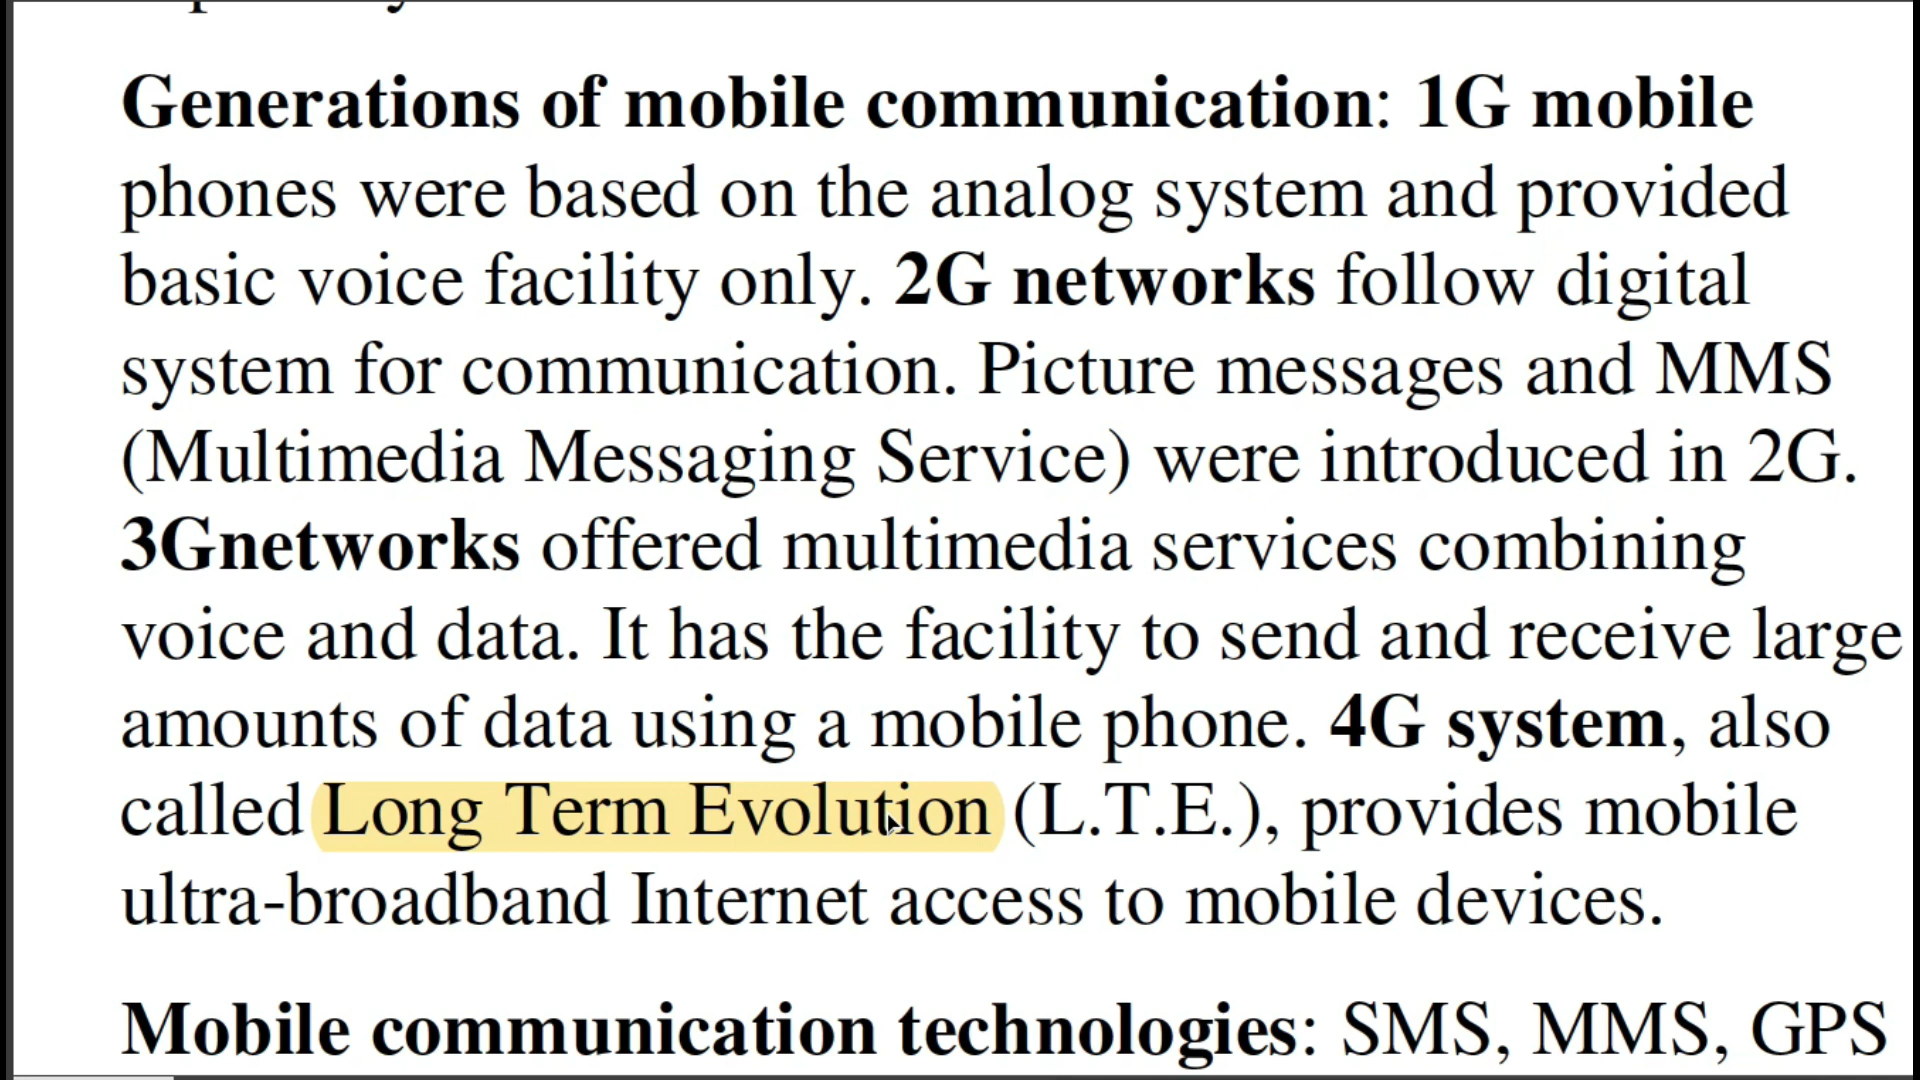 Generations of mobile communication: 1G mobile
phones were based on the analog system and provided
basic voice facility only. 2G networks follow digital
system for communication. Picture messages and MMS
(Multimedia Messaging Service) were introduced in 2G.
3Gnetworks offered multimedia services combining
voice and data. It has the facility to send and receive large
amounts of data using a mobile phone. 4G system, also
called Long Term Evolution (L.T.E.), provides mobile
ultra-broadband Internet access to mobile devices.
Mobile communication technologies: SMS, MMS, GPS